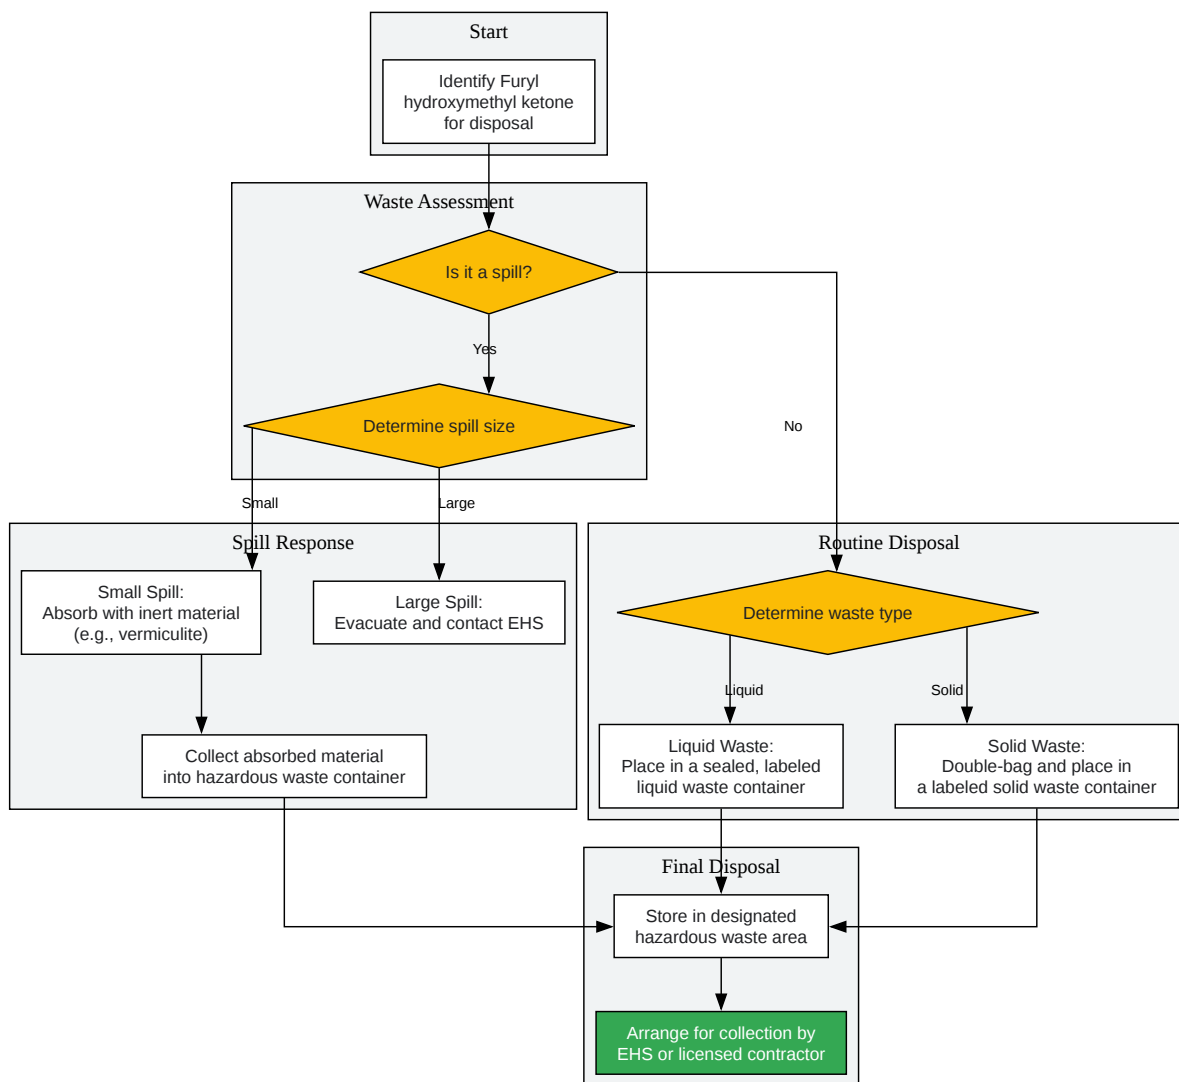 Start
Identify Furyl
hydroxymethyl ketone
for disposal
Waste Assessment
Is it a spill?
Yes
Determine spill size
No
Small
Large
Spill Response
Small Spill:
Absorb with inert material
(e.g., vermiculite)
Large Spill:
Evacuate and contact EHS
Collect absorbed material
into hazardous waste container
Routine Disposal
Determine waste type
Liquid
Solid
Liquid Waste:
Place in a sealed, labeled
liquid waste container
Solid Waste:
Double-bag and place in
a labeled solid waste container
Final Disposal
Store in designated
hazardous waste area
Arrange for collection by
EHS or licensed contractor